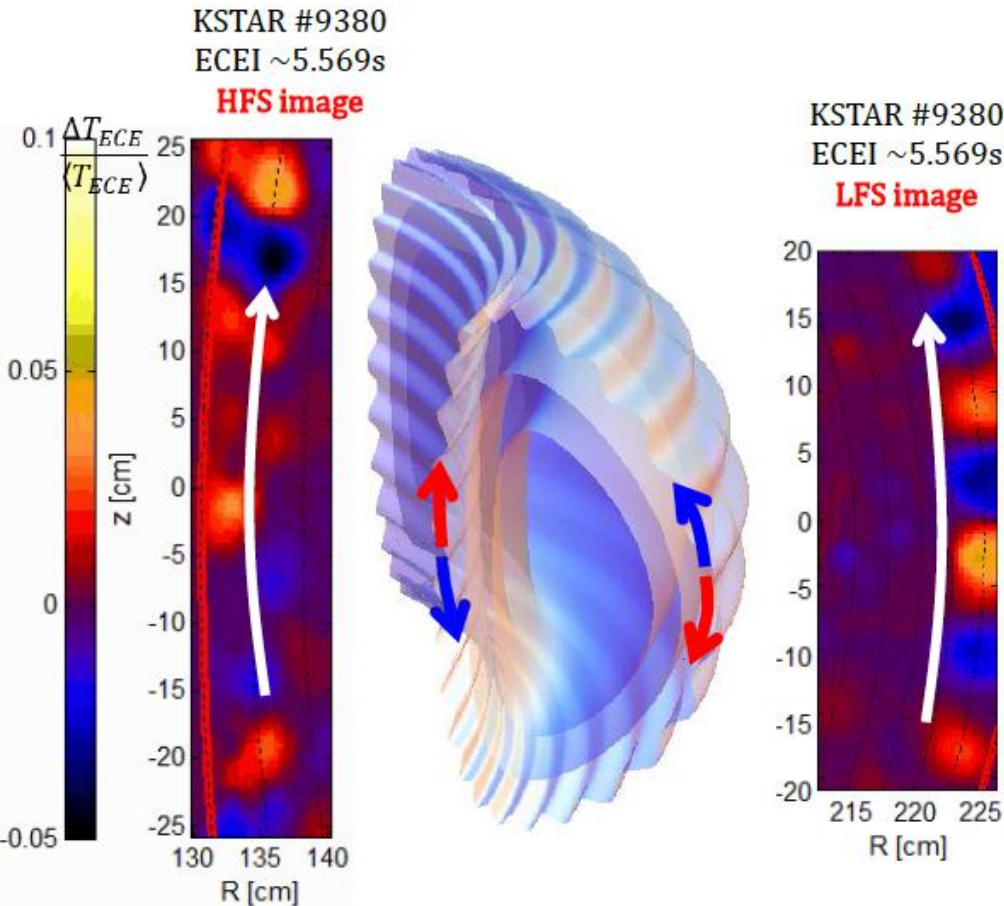 KSTAR #9380
ECEI ~5.569s
HFS image
ΔT_ECE
⟨T_ECE⟩
0.1
0.05
0
-0.05
z [cm]
25
20
15
10
5
0
-5
-10
-15
-20
-25
130 135 140
R [cm]
KSTAR #9380
ECEI ~5.569s
LFS image
20
15
10
5
0
-5
-10
-15
-20
215 220 225
R [cm]